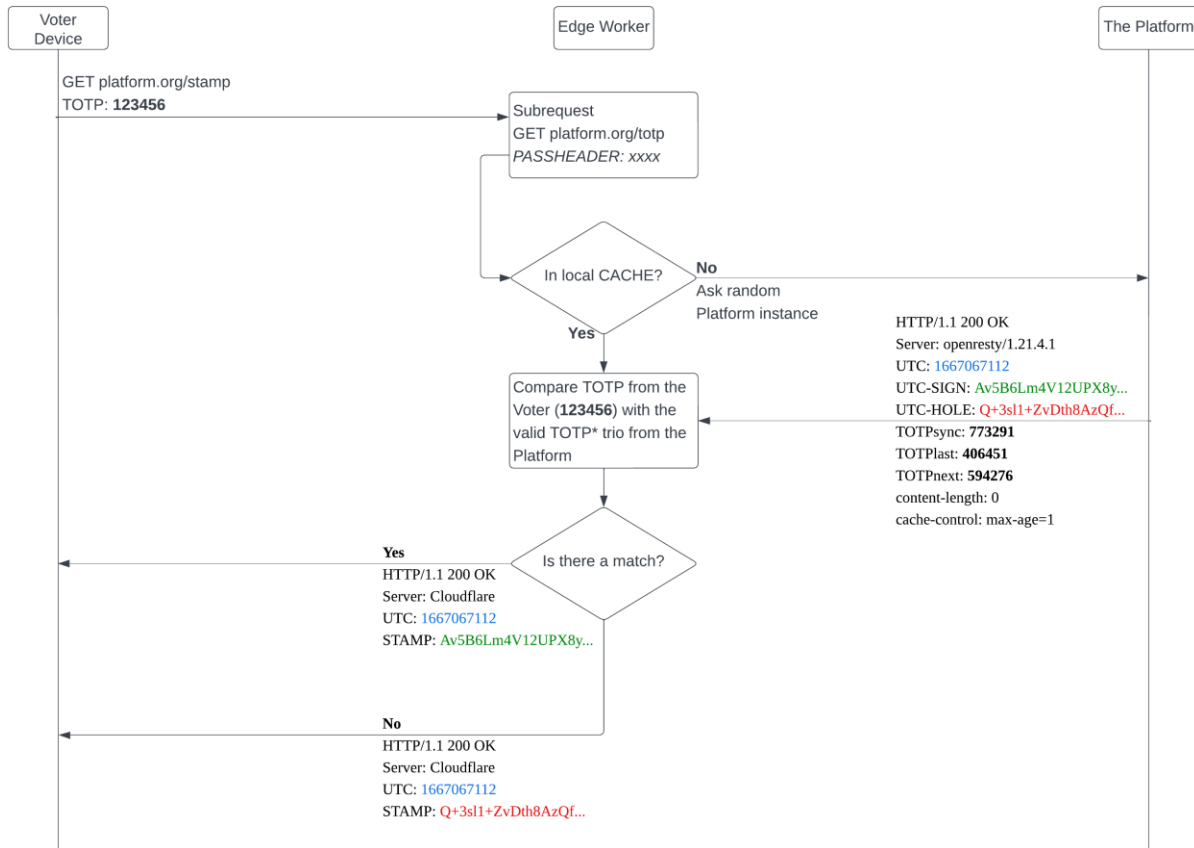 Voter
Device
Edge Worker
The Platform
GET platform.org/stamp
TOTP: 123456
Subrequest
GET platform.org/totp
PASSHEADER: xxxx
In local CACHE?
No
Ask random
Platform instance
Yes
HTTP/1.1 200 OK
Server: openresty/1.21.4.1
UTC: 1667067112
UTC-SIGN: Av5B6Lm4V12UPX8y...
UTC-HOLE: Q+3sl1+ZvDth8AzQf...
TOTPsync: 773291
TOTPlast: 406451
TOTPnext: 594276
content-length: 0
cache-control: max-age=1
Compare TOTP from the
Voter (123456) with the
valid TOTP* trio from the
Platform
Is there a match?
Yes
HTTP/1.1 200 OK
Server: Cloudflare
UTC: 1667067112
STAMP: Av5B6Lm4V12UPX8y...
No
HTTP/1.1 200 OK
Server: Cloudflare
UTC: 1667067112
STAMP: Q+3sl1+ZvDth8AzQf...